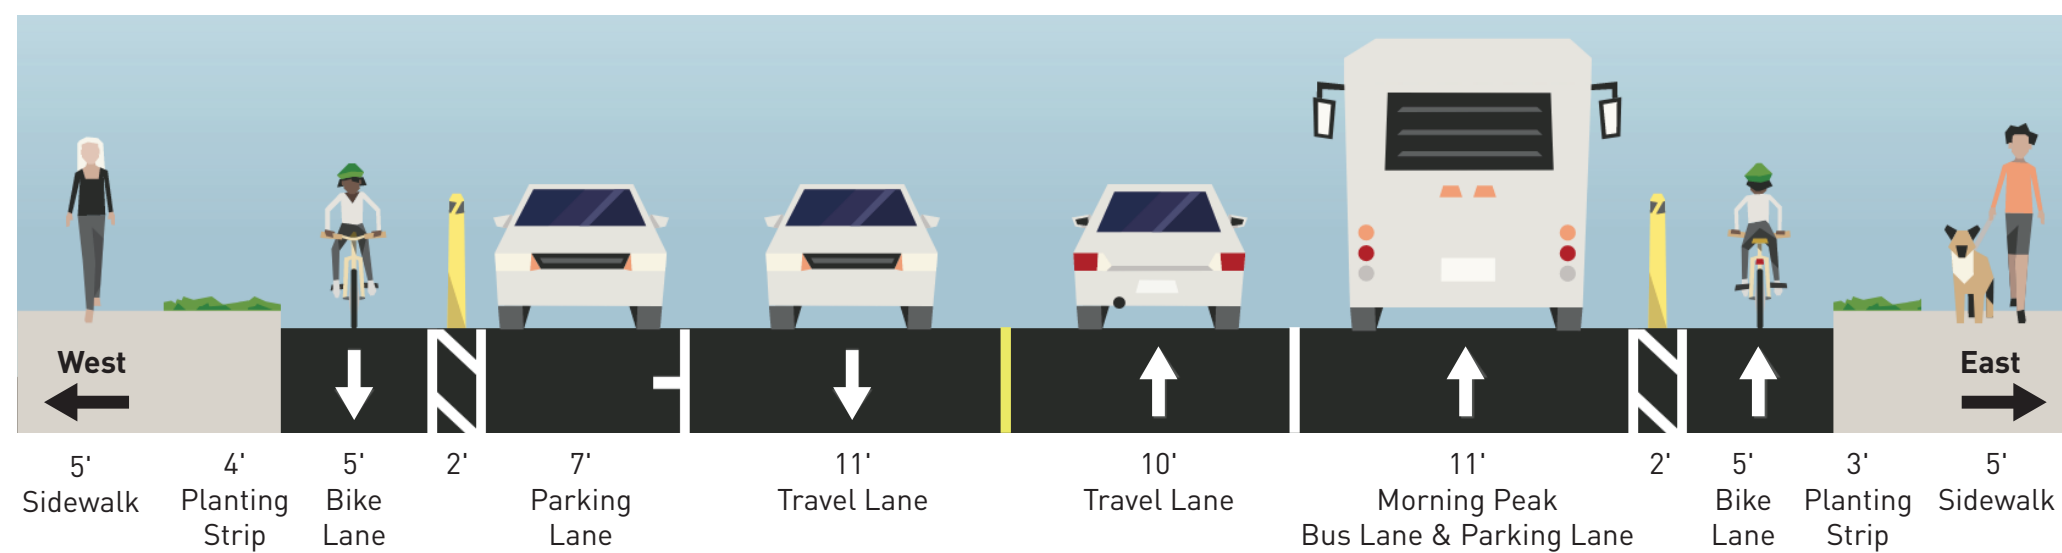 West
East
5'
Sidewalk
4'
Planting
Strip
5'
Bike
Lane
2'
7'
Parking
Lane
11'
Travel Lane
10'
Travel Lane
11'
Morning Peak
Bus Lane & Parking Lane
2'
5'
Bike
Lane
3'
Planting
Strip
5'
Sidewalk